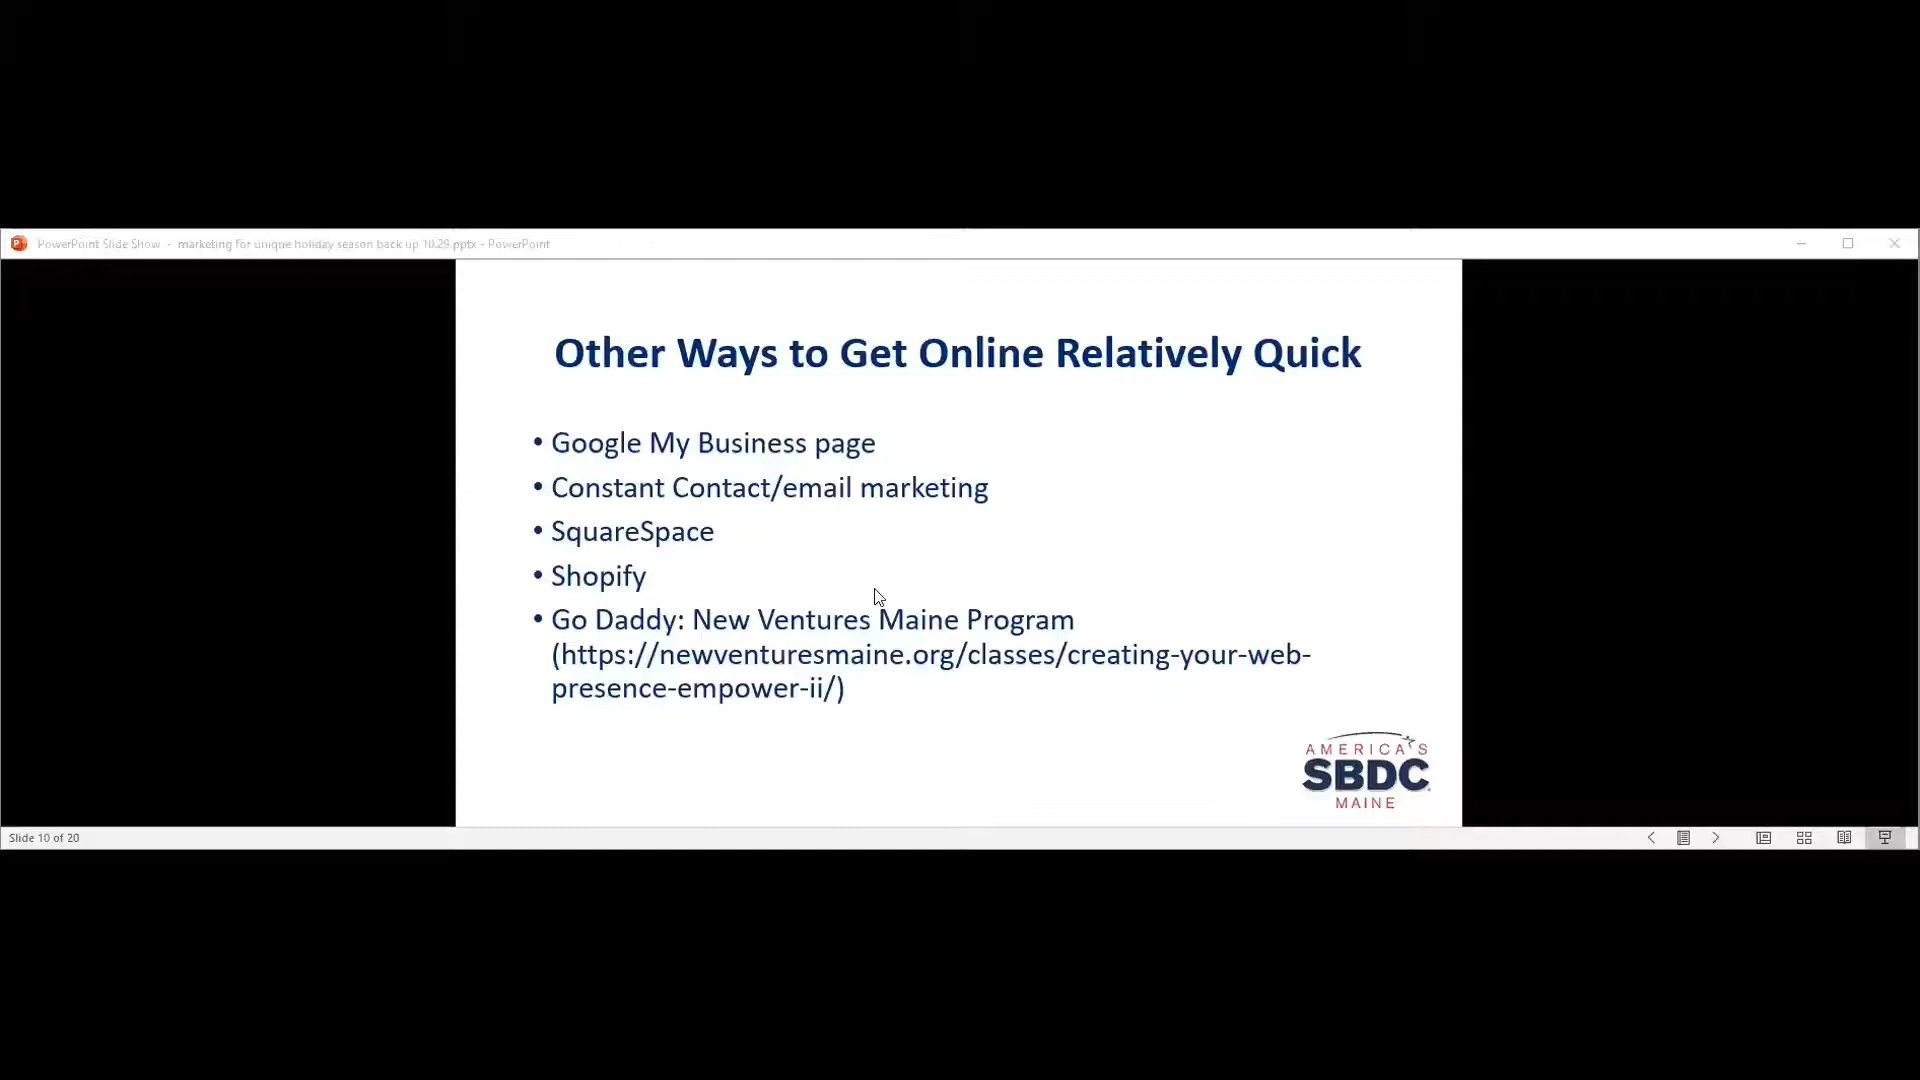 PowerPoint Slide Show - marketing for unique holiday season back up 10.29.pptx - PowerPoint
Other Ways to Get Online Relatively Quick
• Google My Business page
• Constant Contact/email marketing
• SquareSpace
• Shopify
• Go Daddy: New Ventures Maine Program
(https://newventuresmaine.org/classes/creating-your-web-
presence-empower-ii/)
AMERICA'S
SBDC
MAINE
Slide 10 of 20